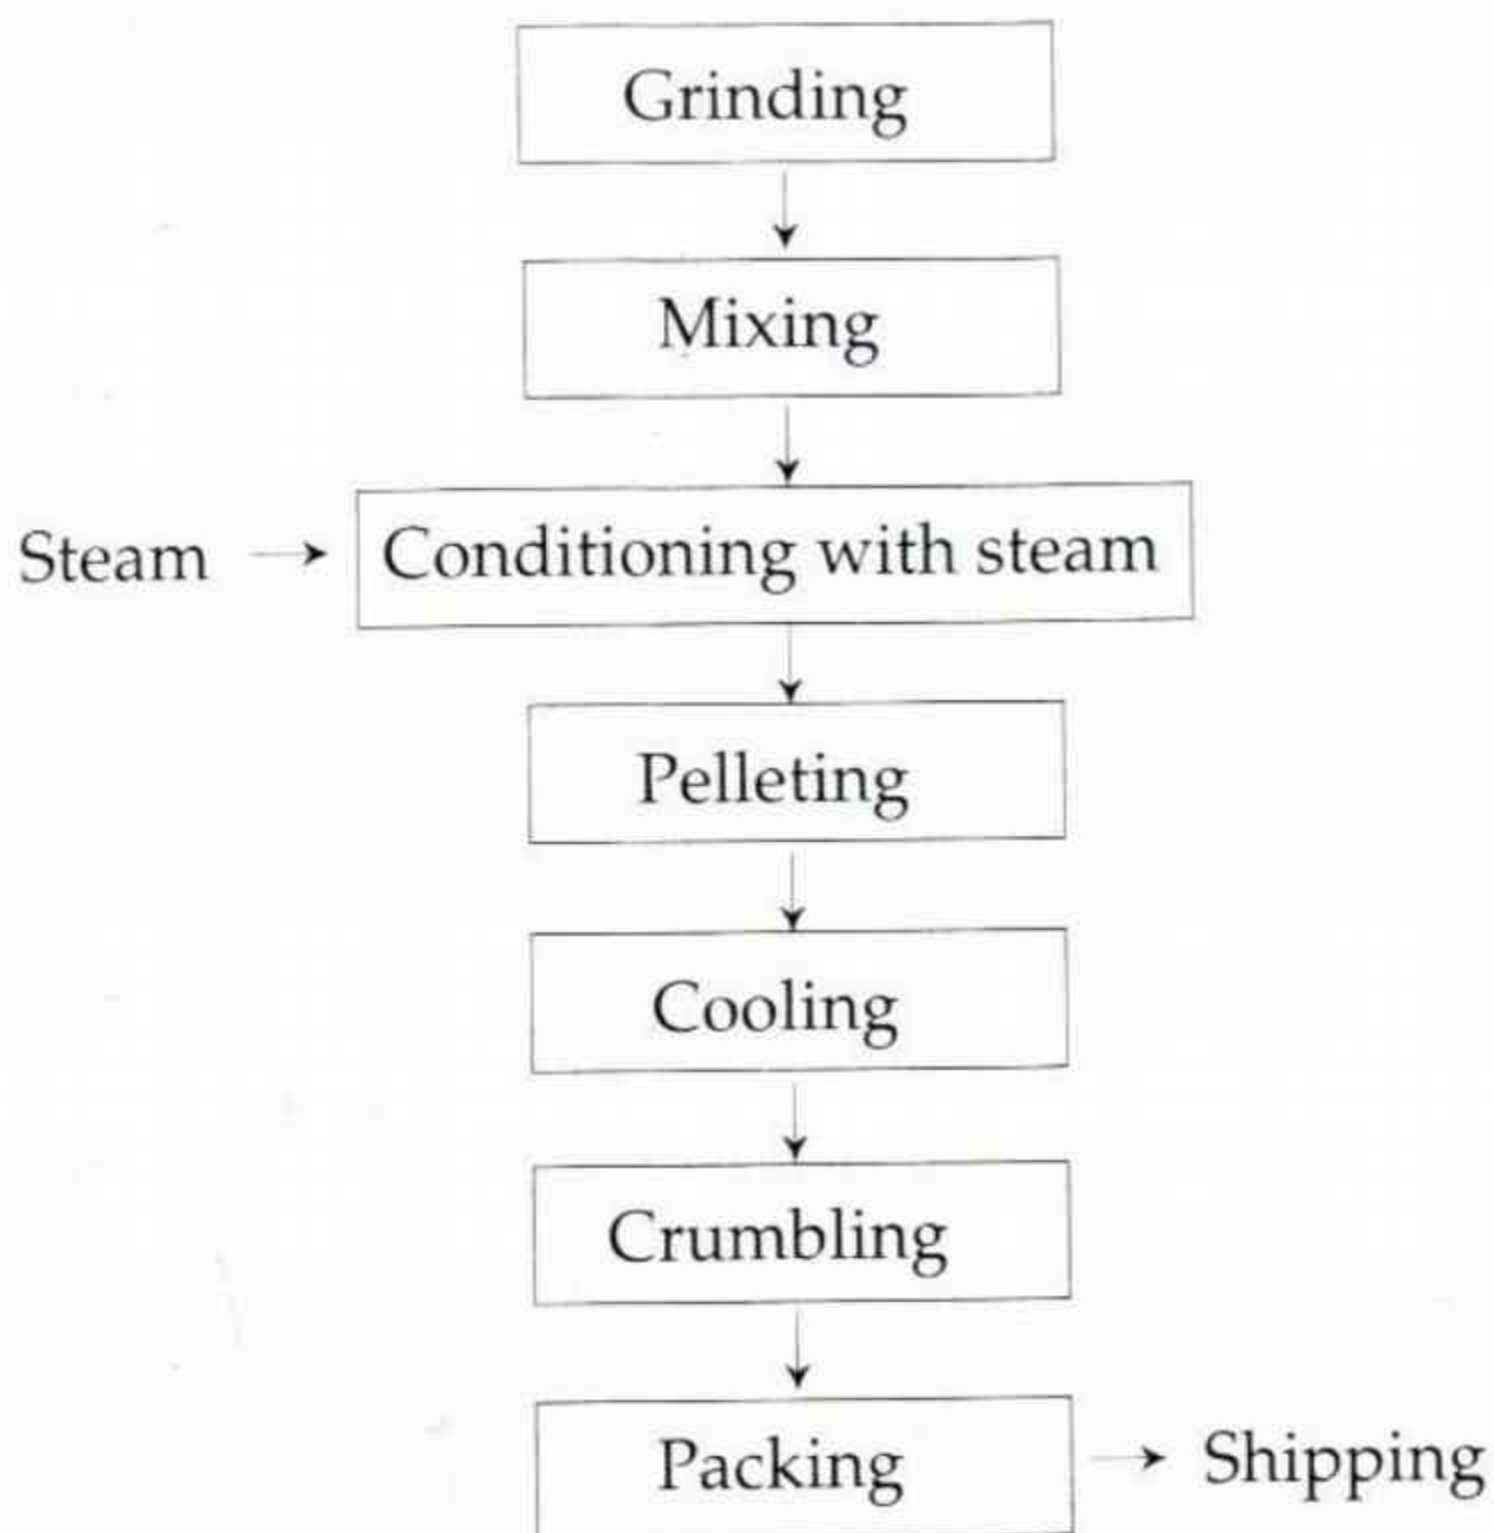 Grinding
Mixing
Steam
Conditioning with steam
Pelleting
Cooling
Crumbling
Packing
Shipping